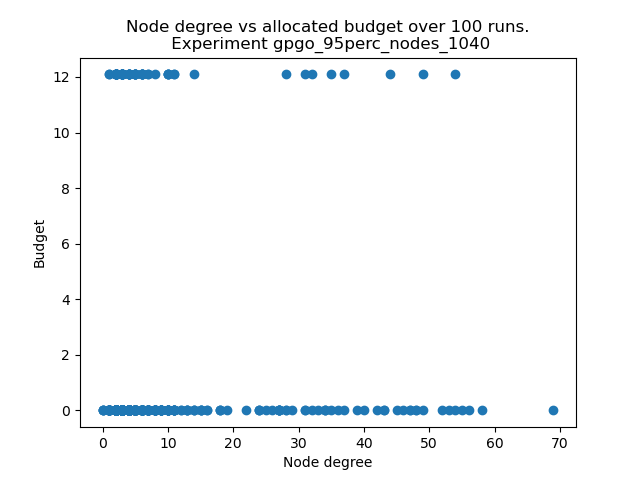 Node degree vs allocated budget over 100 runs.
Experiment gpgo_95perc_nodes_1040
12
10
8
6
4
2
0
Budget
0 10 20 30 40 50 60 70
Node degree